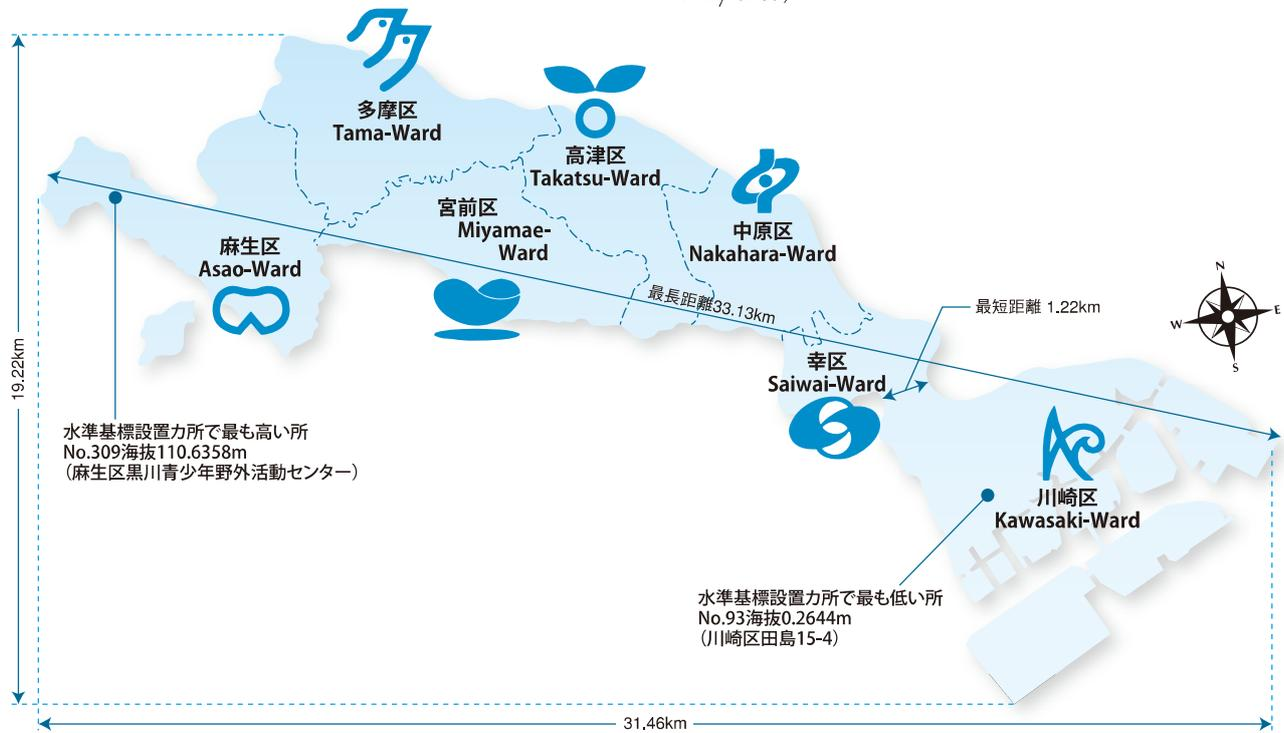 多摩区
Tama-Ward
高津区
Takatsu-Ward
宮前区
Miyamae-
Ward
中原区
Nakahara-Ward
麻生区
Asao-Ward
最長距離33.13km
最短距離 1.22km
N
W
E
S
幸区
Saiwai-Ward
19.22km
水準基標設置カ所で最も高い所
No.309海抜110.6358m
（麻生区黒川青少年野外活動センター）
川崎区
Kawasaki-Ward
水準基標設置カ所で最も低い所
No.93海抜0.2644m
（川崎区田島15-4）
31.46km